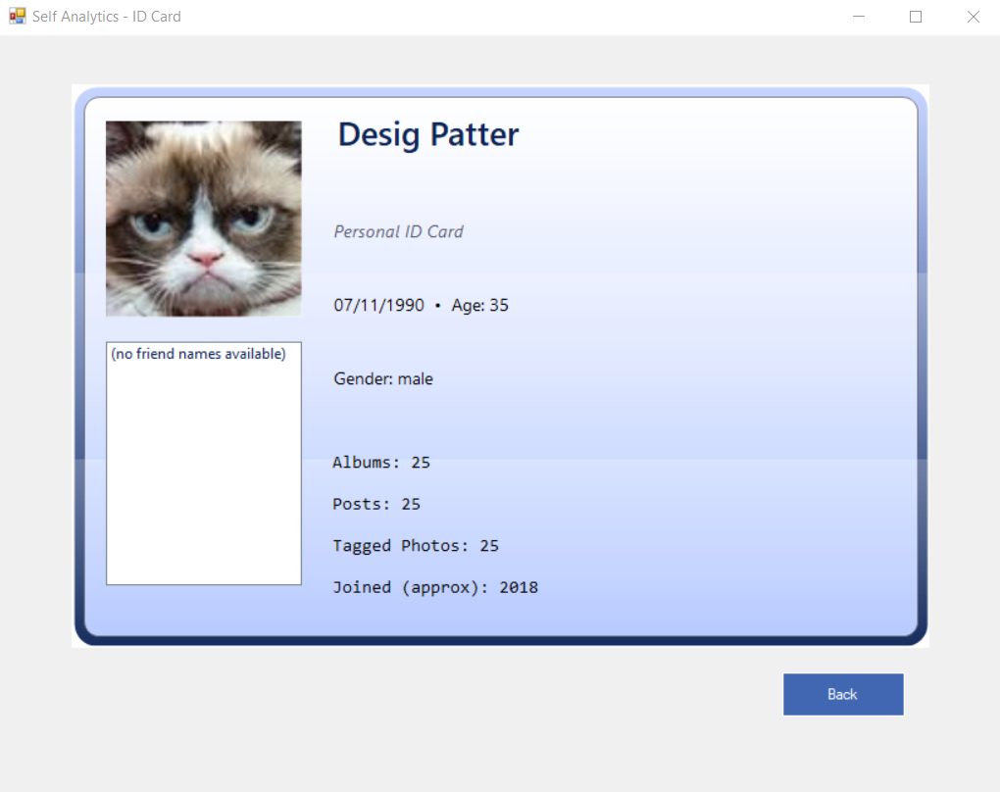 Self Analytics - ID Card
Desig Patter
Personal ID Card
07/11/1990 • Age: 35
(no friend names available)
Gender: male
Albums: 25
Posts: 25
Tagged Photos: 25
Joined (approx): 2018
Back